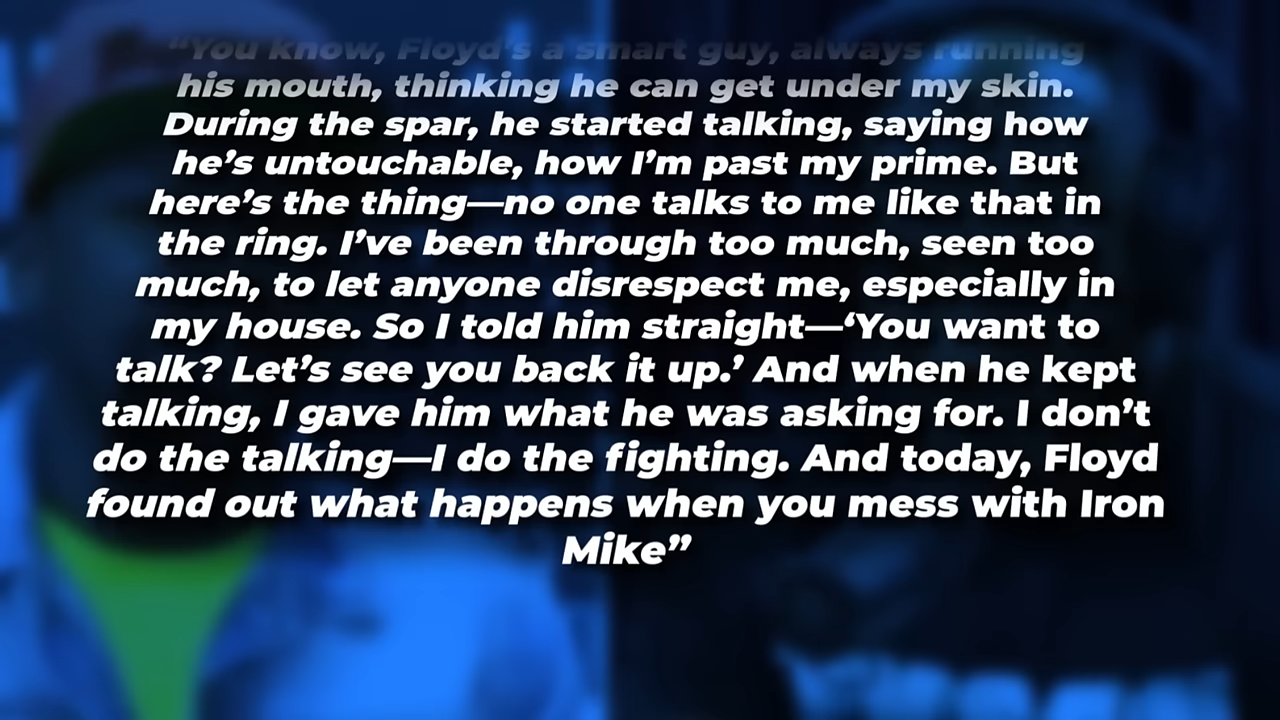 “You know, Floyd’s a smart guy, always running
his mouth, thinking he can get under my skin.
During the spar, he started talking, saying how
he’s untouchable, how I’m past my prime. But
here’s the thing—no one talks to me like that in
the ring. I’ve been through too much, seen too
much, to let anyone disrespect me, especially in
my house. So I told him straight—‘You want to
talk? Let’s see you back it up.’ And when he kept
talking, I gave him what he was asking for. I don’t
do the talking—I do the fighting. And today, Floyd
found out what happens when you mess with Iron
Mike”